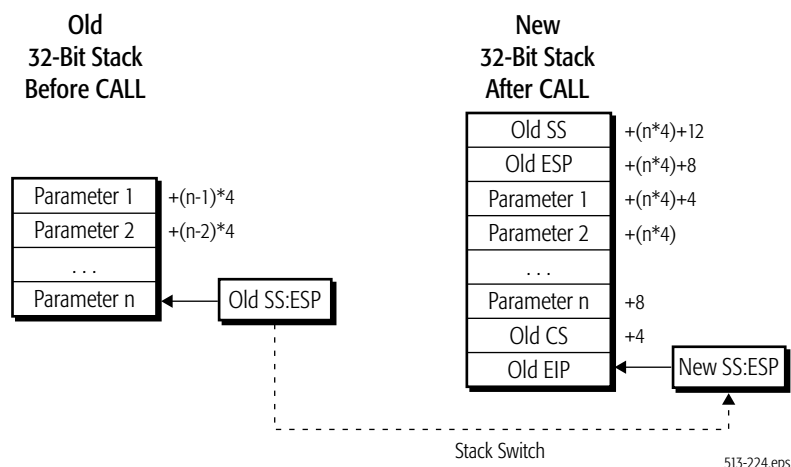 Old
32-Bit Stack
Before CALL
New
32-Bit Stack
After CALL
Parameter 1 +(n-1)*4
Parameter 2 +(n-2)*4
. . .
Parameter n
Old SS:ESP
Old SS +(n*4)+12
Old ESP +(n*4)+8
Parameter 1 +(n*4)+4
Parameter 2 +(n*4)
. . .
Parameter n +8
Old CS +4
Old EIP
New SS:ESP
Stack Switch
513-224.eps